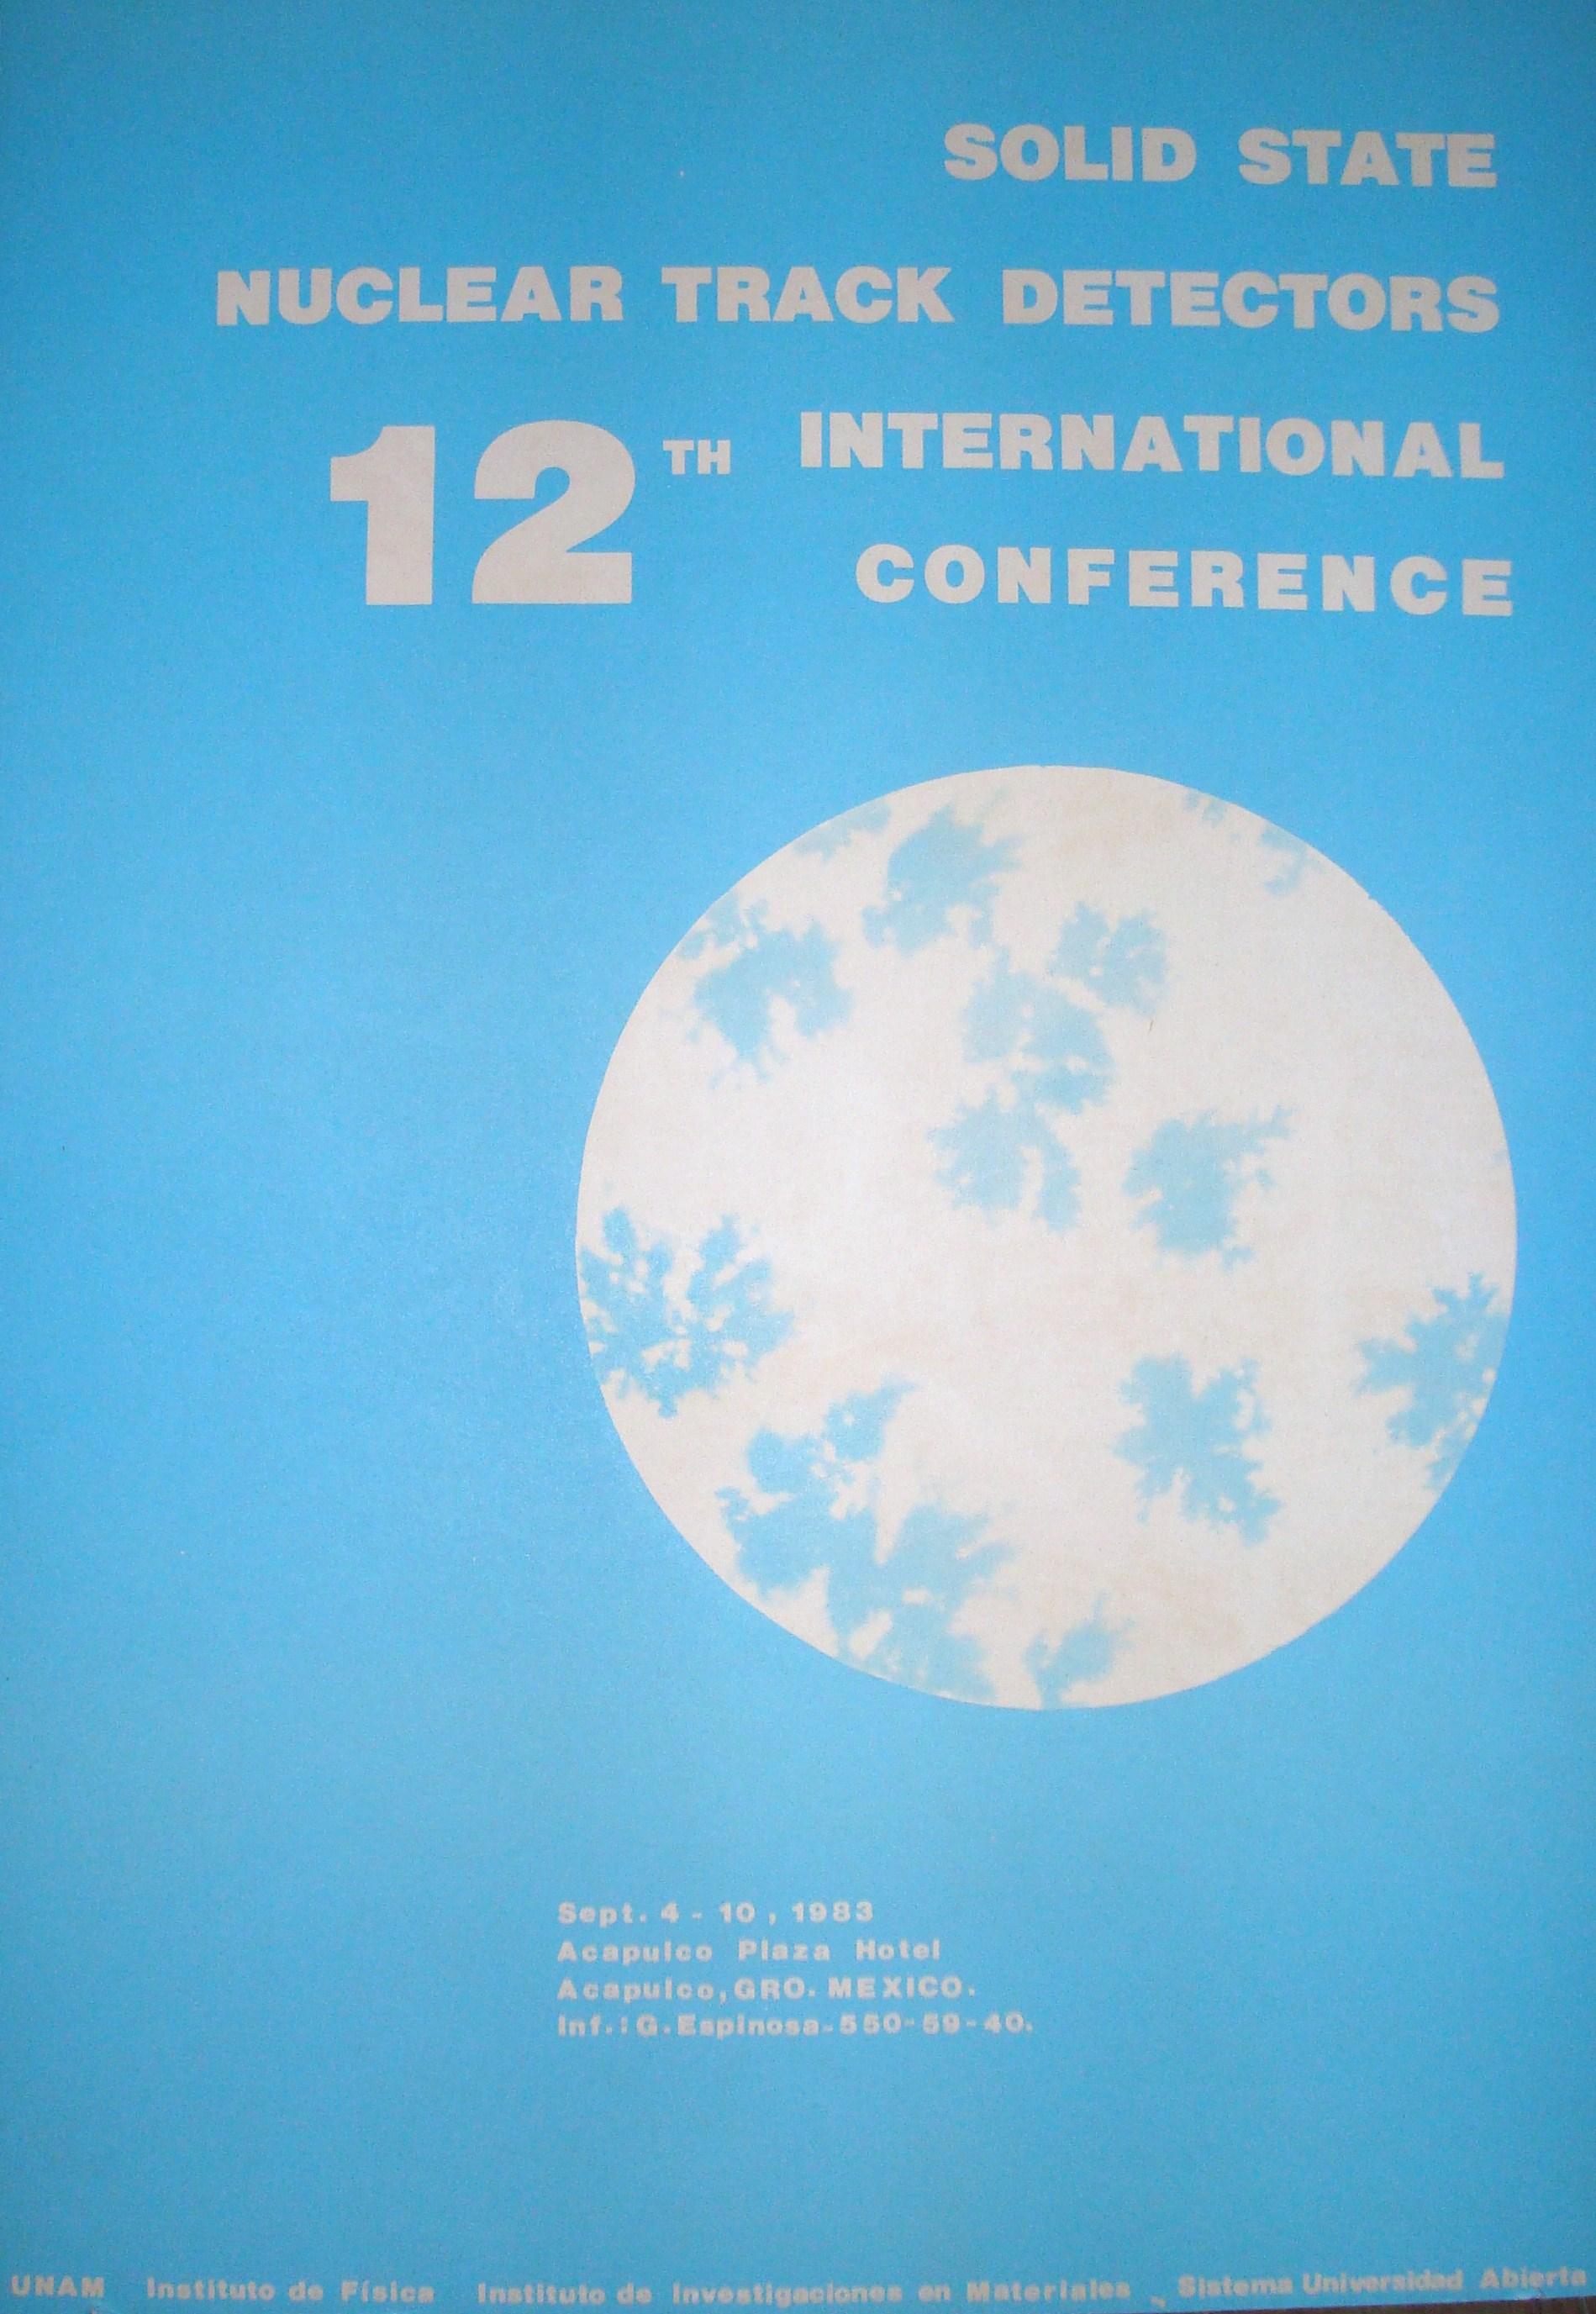 SOLID STATE
NUCLEAR TRACK DETECTORS
12TH INTERNATIONAL
CONFERENCE
Sept. 4 - 10, 1983
Acapulco Plaza Hotel
Acapulco, GRO. MEXICO.
Inf.: G. Espinosa-550-59-40.
UNAM Instituto de Física Instituto de Investigaciones en Materiales Sistema Universidad Abierta